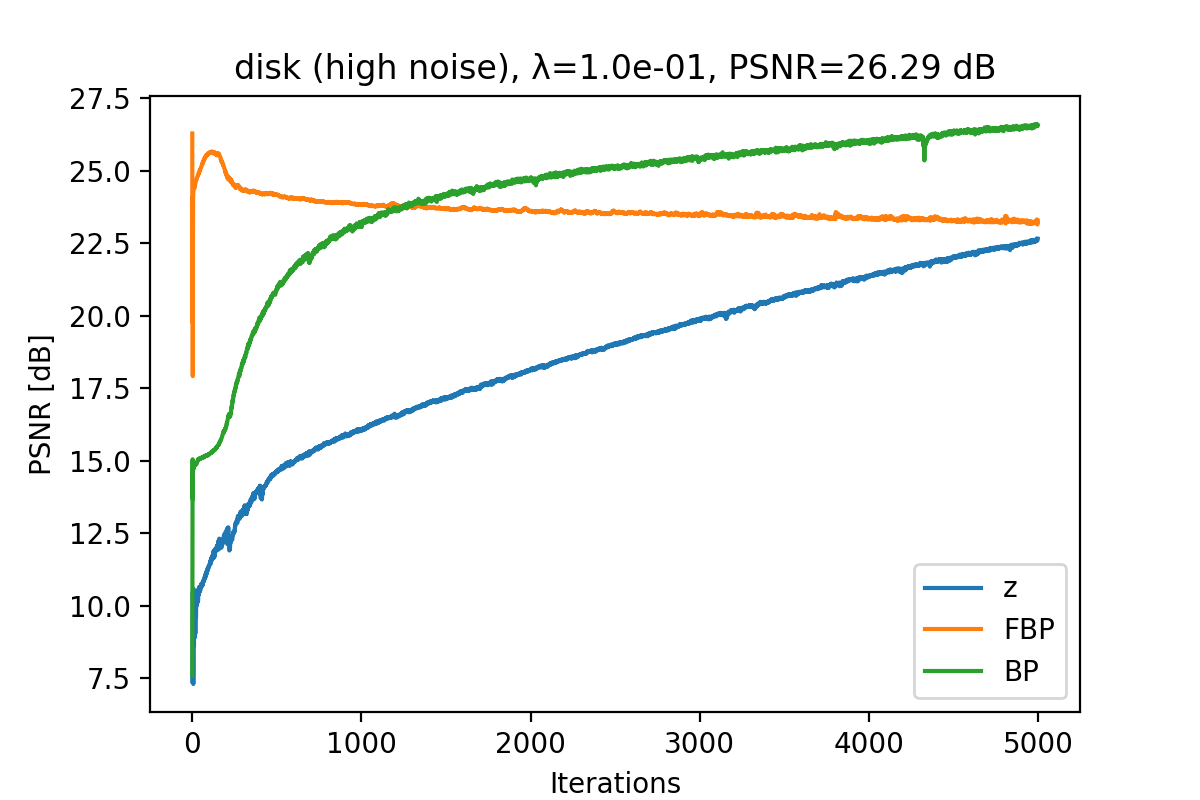 disk (high noise), λ=1.0e-01, PSNR=26.29 dB
27.5
25.0
22.5
20.0
17.5
15.0
12.5
10.0
7.5
PSNR [dB]
z
FBP
BP
0 1000 2000 3000 4000 5000
Iterations